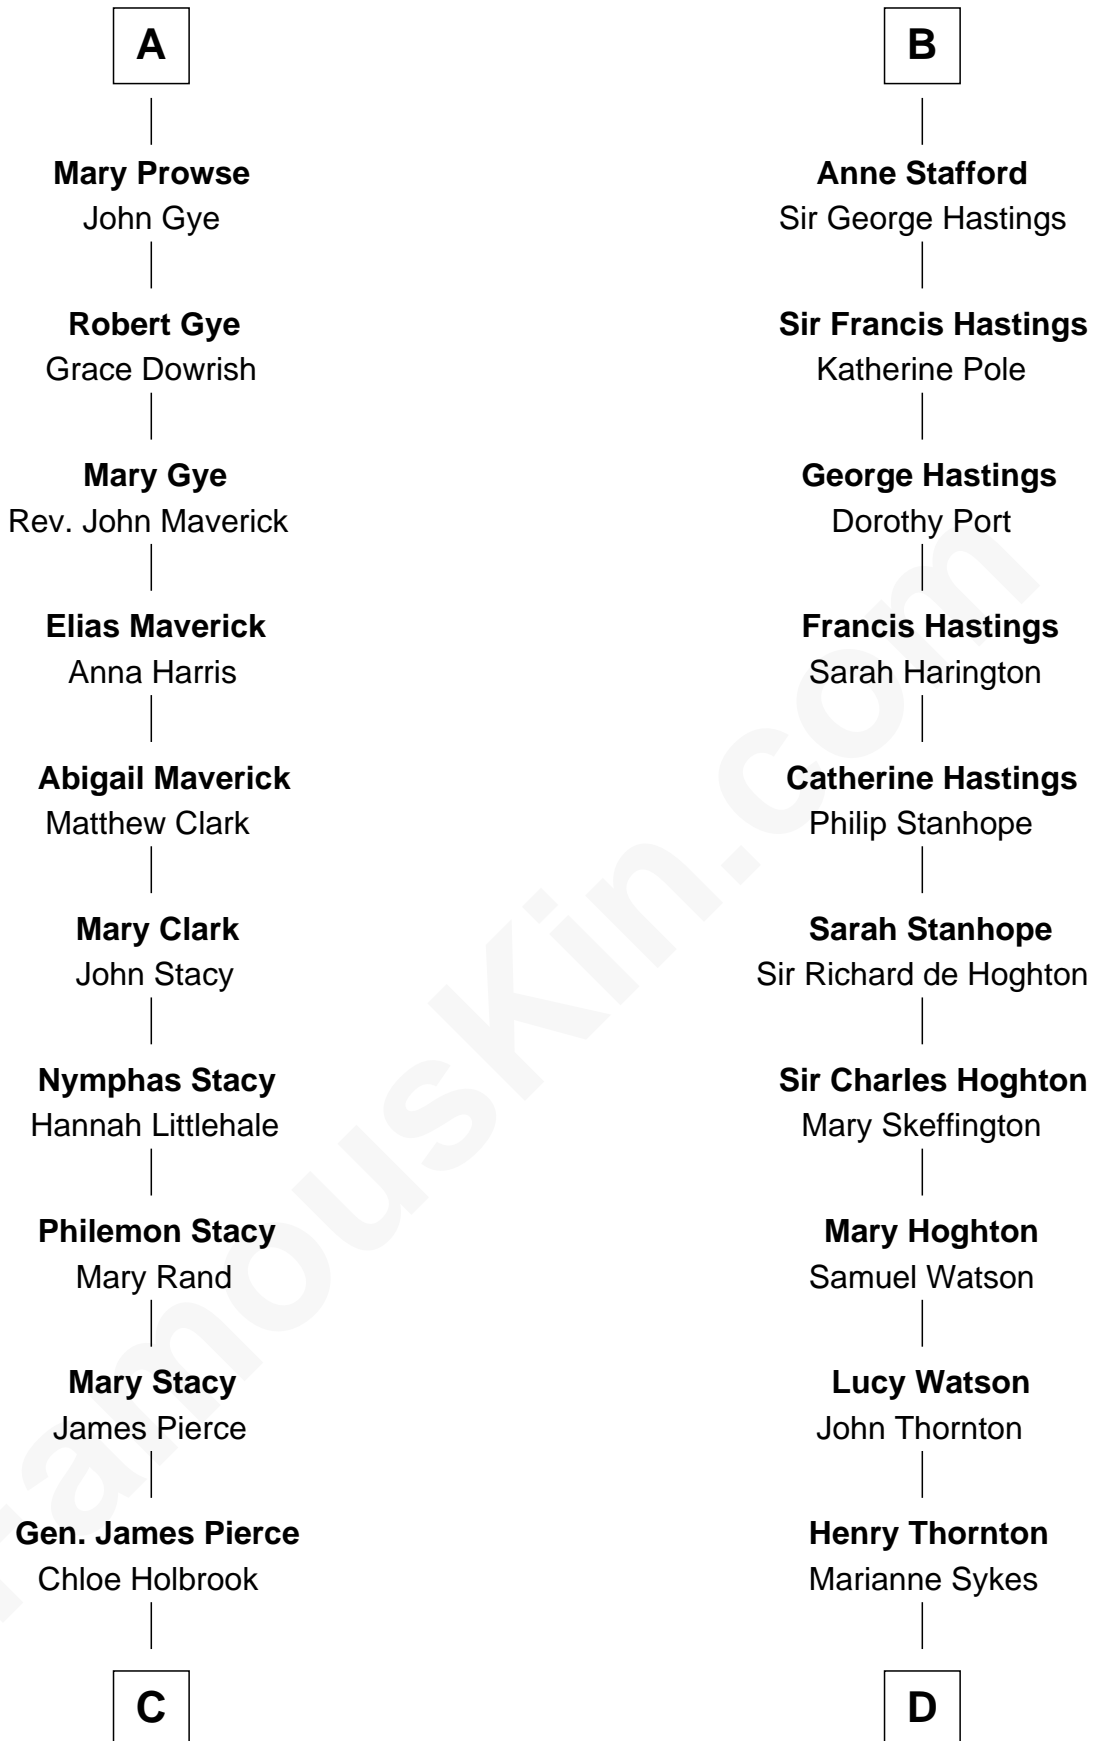 A
Mary Prowse
John Gye
Robert Gye
Grace Dowrish
Mary Gye
Rev. John Maverick
Elias Maverick
Anna Harris
Abigail Maverick
Matthew Clark
Mary Clark
John Stacy
Nymphas Stacy
Hannah Littlehale
Philemon Stacy
Mary Rand
Mary Stacy
James Pierce
Gen. James Pierce
Chloe Holbrook
C
B
Anne Stafford
Sir George Hastings
Sir Francis Hastings
Katherine Pole
George Hastings
Dorothy Port
Francis Hastings
Sarah Harington
Catherine Hastings
Philip Stanhope
Sarah Stanhope
Sir Richard de Hoghton
Sir Charles Hoghton
Mary Skeffington
Mary Hoghton
Samuel Watson
Lucy Watson
John Thornton
Henry Thornton
Marianne Sykes
D
FamousKin.com